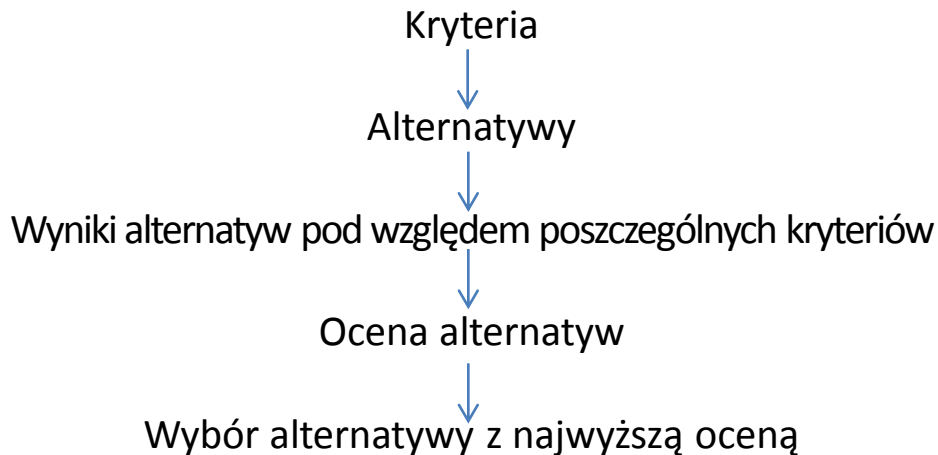 Kryteria
Alternatywy
Wyniki alternatyw pod względem poszczególnych kryteriów
Ocena alternatyw
Wybór alternatywy z najwyższą oceną